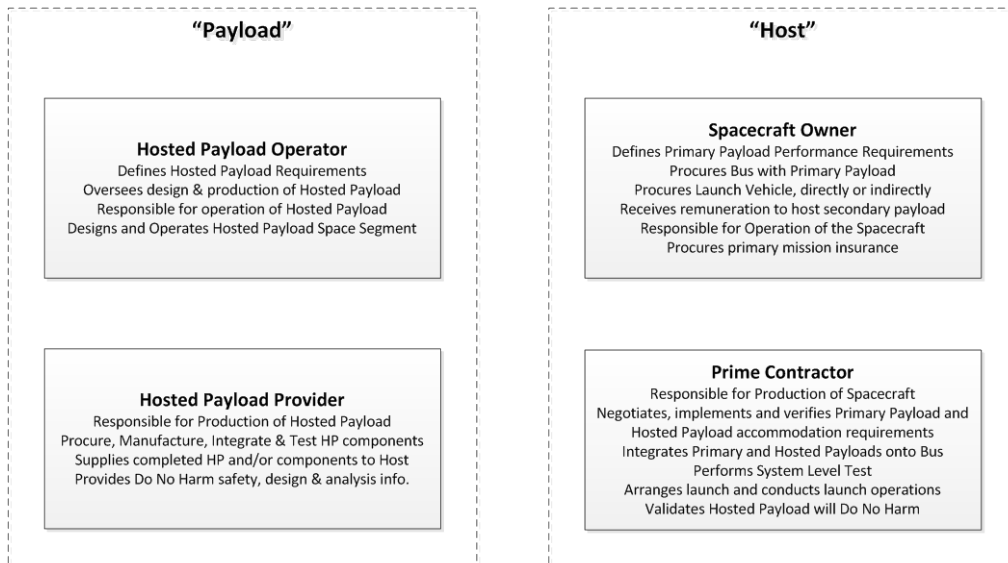 “Payload”
Hosted Payload Operator
Defines Hosted Payload Requirements
Oversees design & production of Hosted Payload
Responsible for operation of Hosted Payload
Designs and Operates Hosted Payload Space Segment
Hosted Payload Provider
Responsible for Production of Hosted Payload
Procure, Manufacture, Integrate & Test HP components
Supplies completed HP and/or components to Host
Provides Do No Harm safety, design & analysis info.
“Host”
Spacecraft Owner
Defines Primary Payload Performance Requirements
Procures Bus with Primary Payload
Procures Launch Vehicle, directly or indirectly
Receives remuneration to host secondary payload
Responsible for Operation of the Spacecraft
Procures primary mission insurance
Prime Contractor
Responsible for Production of Spacecraft
Negotiates, implements and verifies Primary Payload and
Hosted Payload accommodation requirements
Integrates Primary and Hosted Payloads onto Bus
Performs System Level Test
Arranges launch and conducts launch operations
Validates Hosted Payload will Do No Harm